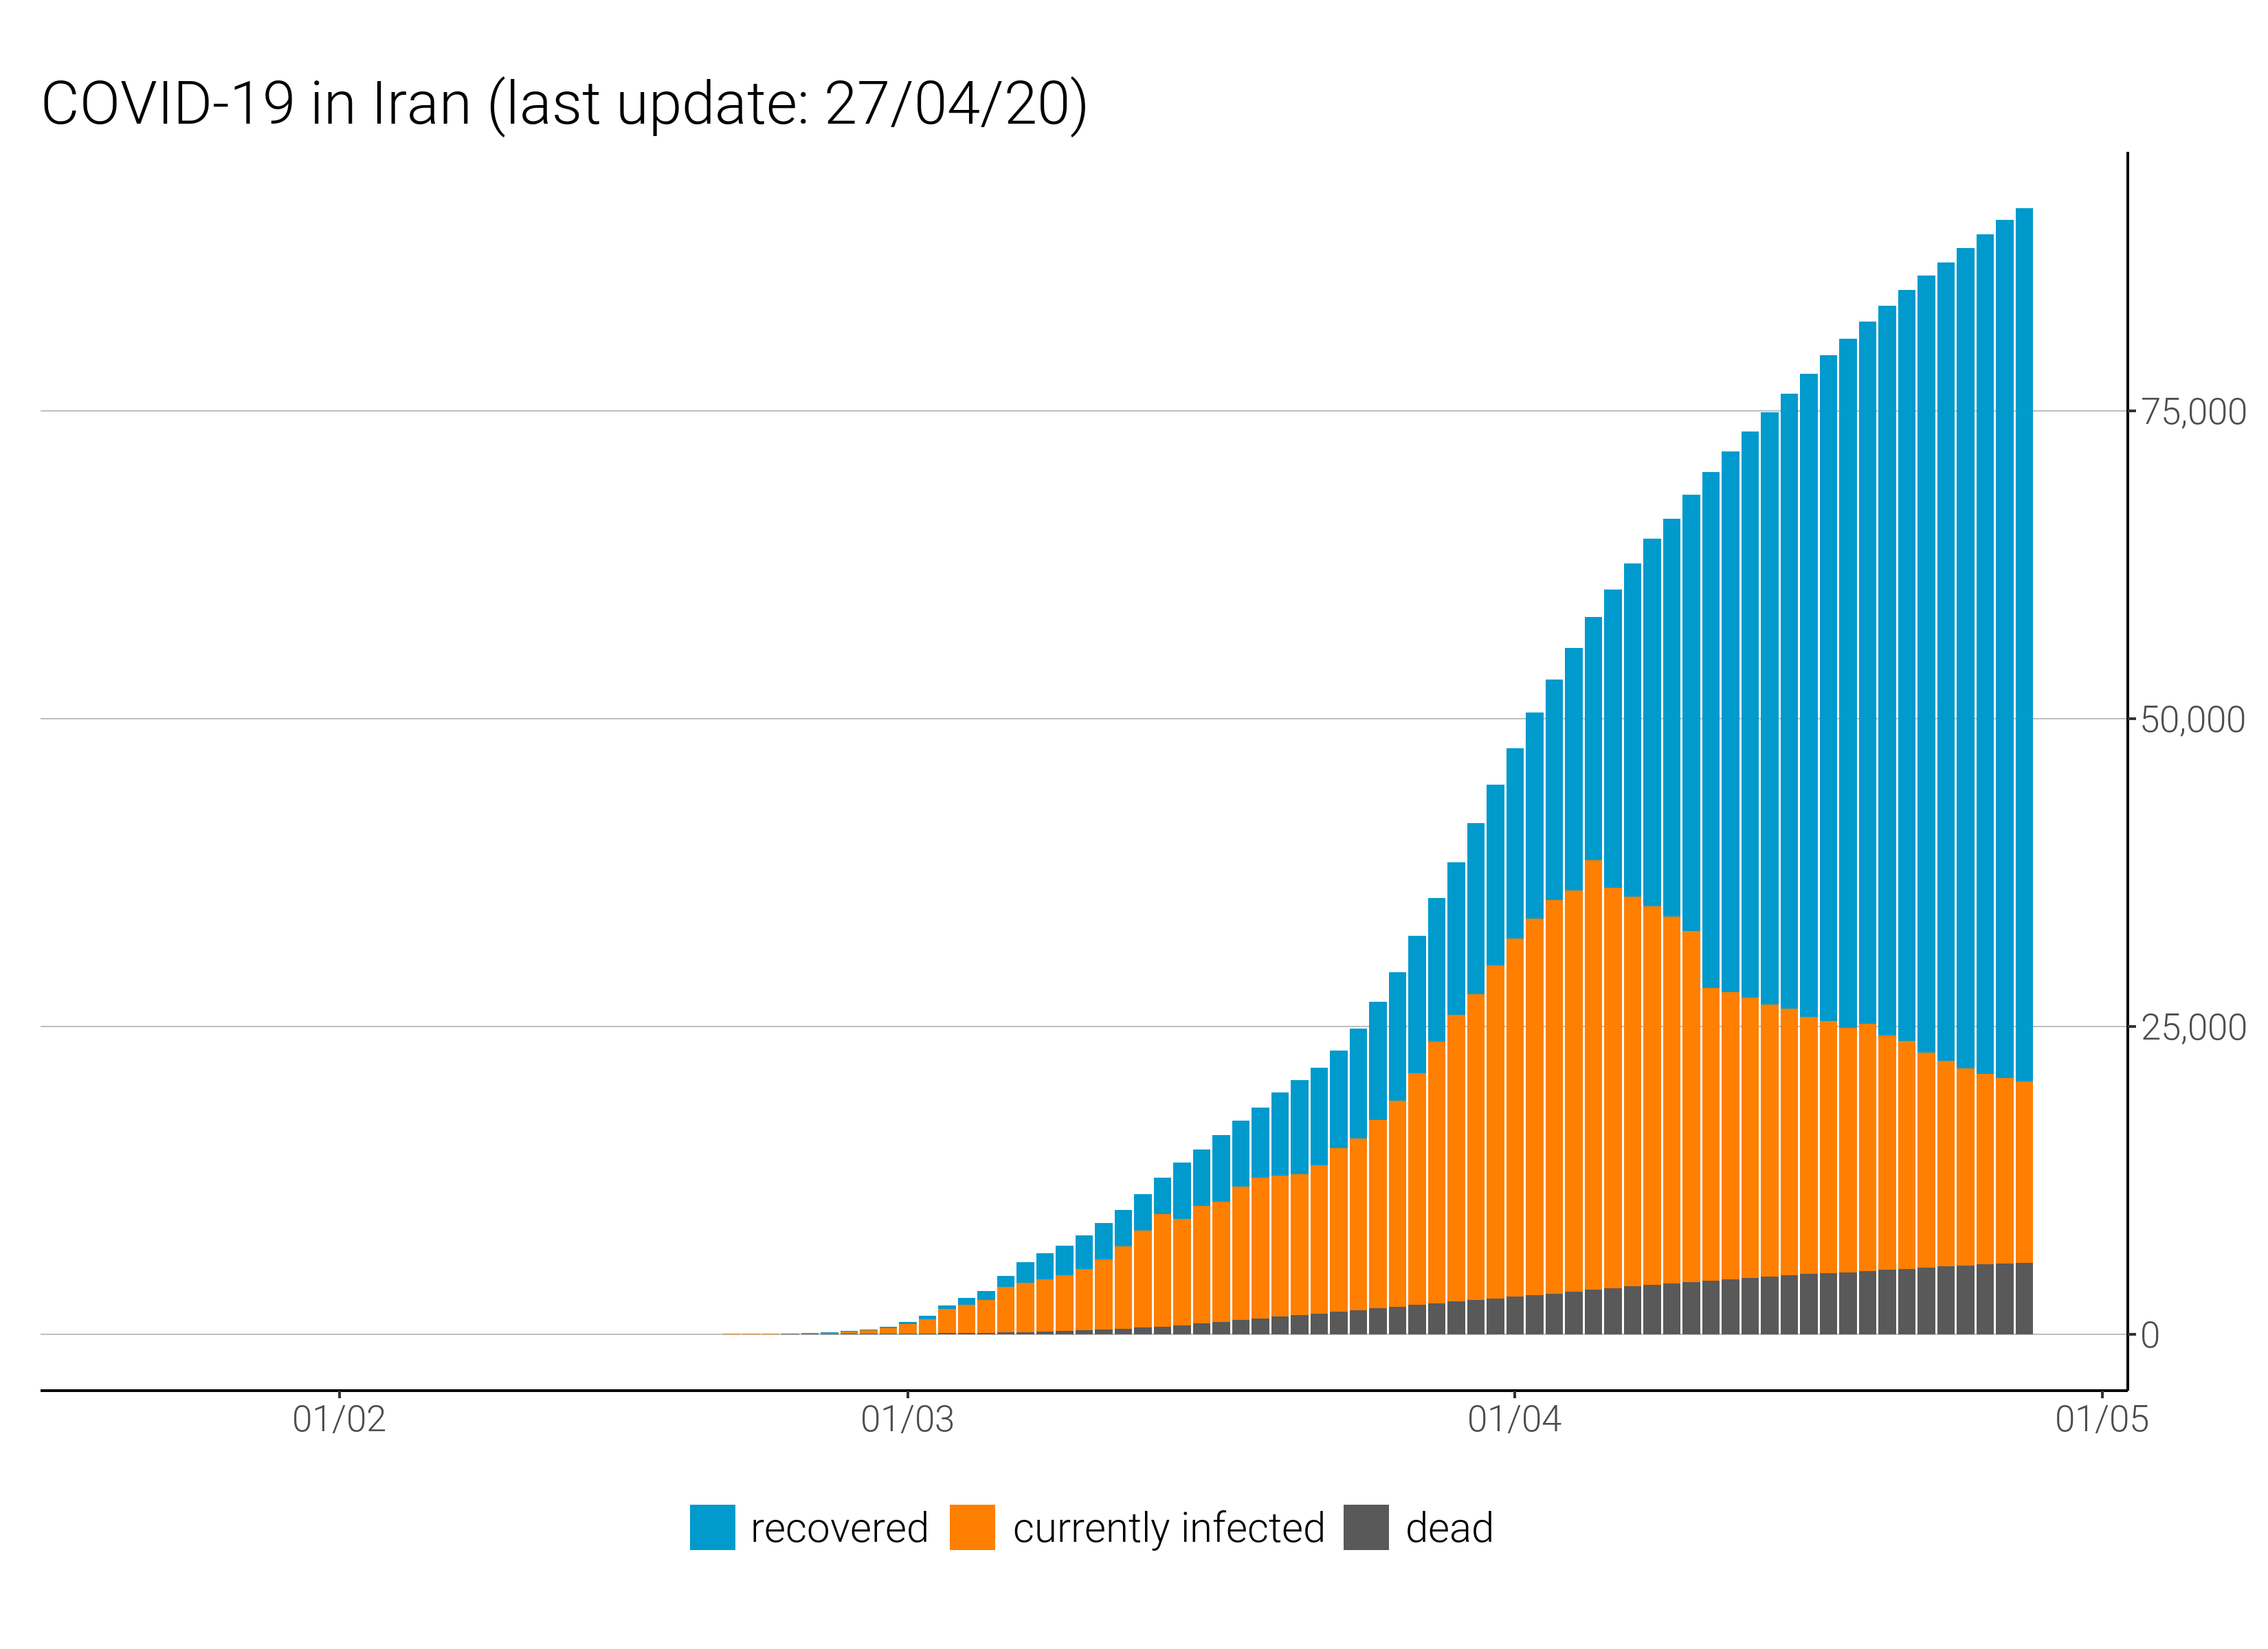 COVID-19 in Iran (last update: 27/04/20)
75,000
50,000
25,000
0
01/02 01/03 01/04 01/05
recovered currently infected dead